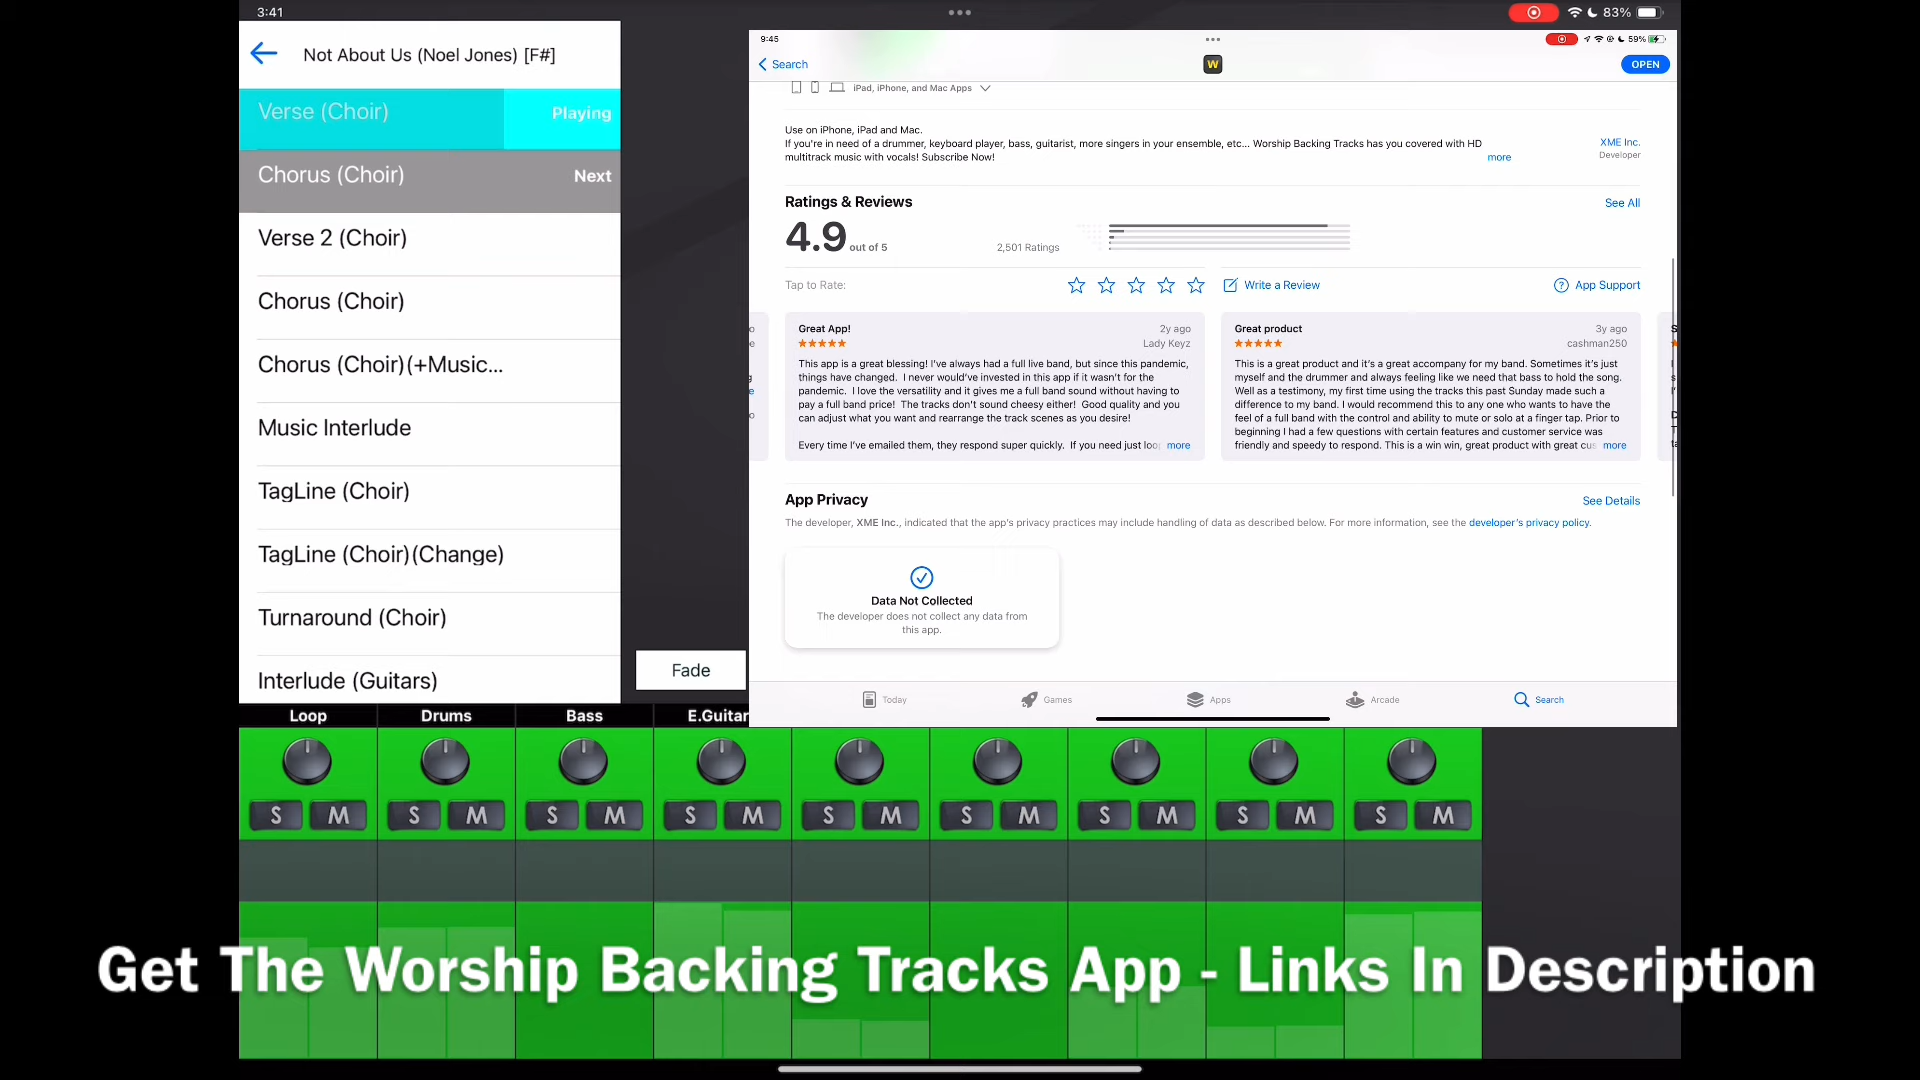 3:41
83%
Not About Us (Noel Jones) [F#]
Verse (Choir)
Playing
Chorus (Choir)
Next
Verse 2 (Choir)
Chorus (Choir)
Chorus (Choir)(+Music...
Music Interlude
TagLine (Choir)
TagLine (Choir)(Change)
Turnaround (Choir)
Interlude (Guitars)
Fade
9:45
59%
Search
W
OPEN
iPad, iPhone, and Mac Apps
Use on iPhone, iPad and Mac.
If you're in need of a drummer, keyboard player, bass, guitarist, more singers in your ensemble, etc... Worship Backing Tracks has you covered with HD
multitrack music with vocals! Subscribe Now!
more
XME Inc.
Developer
Ratings & Reviews
See All
4.9 out of 5
2,501 Ratings
Tap to Rate:
Write a Review
App Support
Great App!
2y ago
Lady Keyz
This app is a great blessing! I've always had a full live band, but since this pandemic,
things have changed. I never would've invested in this app if it wasn't for the
pandemic. I love the versatility and it gives me a full band sound without having to
pay a full band price! The tracks don't sound cheesy either! Good quality and you
can adjust what you want and rearrange the track scenes as you desire!
Every time I've emailed them, they respond super quickly. If you need just loo more
Great product
3y ago
cashman250
This is a great product and it's a great accompany for my band. Sometimes it's just
myself and the drummer and always feeling like we need that bass to hold the song.
Well as a testimony, my first time using the tracks this past Sunday made such a
difference to my band. I would recommend this to any one who wants to have the
feel of a full band with the control and ability to mute or solo at a finger tap. Prior to
beginning I had a few questions with certain features and customer service was
friendly and speedy to respond. This is a win win, great product with great cus more
App Privacy
See Details
The developer, XME Inc., indicated that the app's privacy practices may include handling of data as described below. For more information, see the developer's privacy policy.
Data Not Collected
The developer does not collect any data from
this app.
Today
Games
Apps
Arcade
Search
Loop
Drums
Bass
E.Guitar
S M S M S M S M S M S M S M S M S M
Get The Worship Backing Tracks App - Links In Description